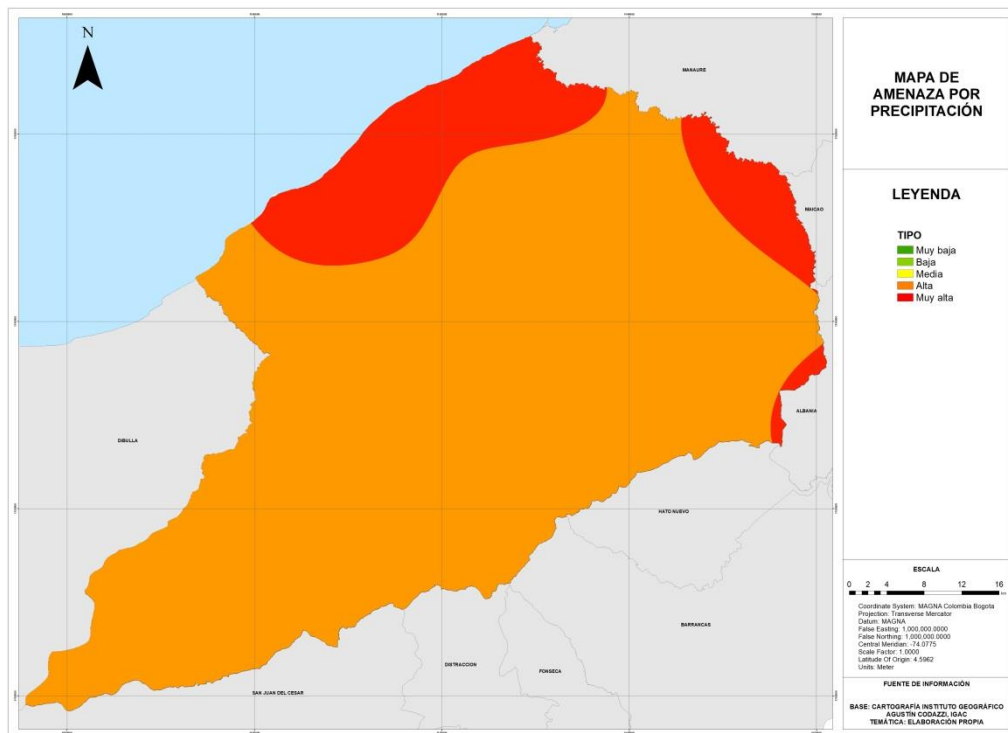 N
MANAURE
MAICAO
ALBANIA
DIBULLA
HATO NUEVO
BARRANCAS
DISTRACCION
FONSECA
SAN JUAN DEL CESAR
MAPA DE
AMENAZA POR
PRECIPITACIÓN
LEYENDA
TIPO
Muy baja
Baja
Media
Alta
Muy alta
ESCALA
0 2 4 8 12 16
Coordinate System: MAGNA Colombia Bogota
Projection: Transverse Mercator
Datum: MAGNA
False Easting: 1,000,000.0000
False Northing: 1,000,000.0000
Central Meridian: -74.0775
Scale Factor: 1.0000
Latitude Of Origin: 4.5962
Units: Meter
FUENTE DE INFORMACIÓN
BASE: CARTOGRAFÍA INSTITUTO GEOGRÁFICO
AGUSTÍN CODAZZI, IGAC
TEMÁTICA: ELABORACIÓN PROPIA